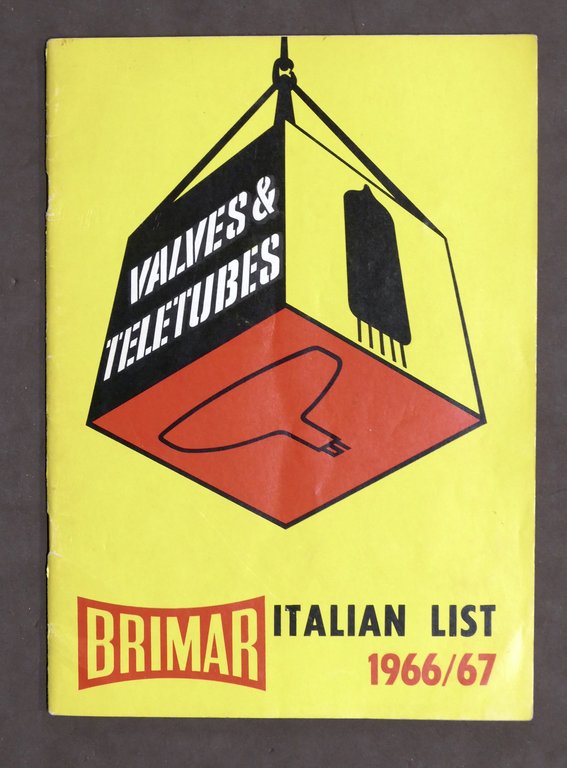 VALVES &
TELETUBES
BRIMAR
ITALIAN LIST
1966/67